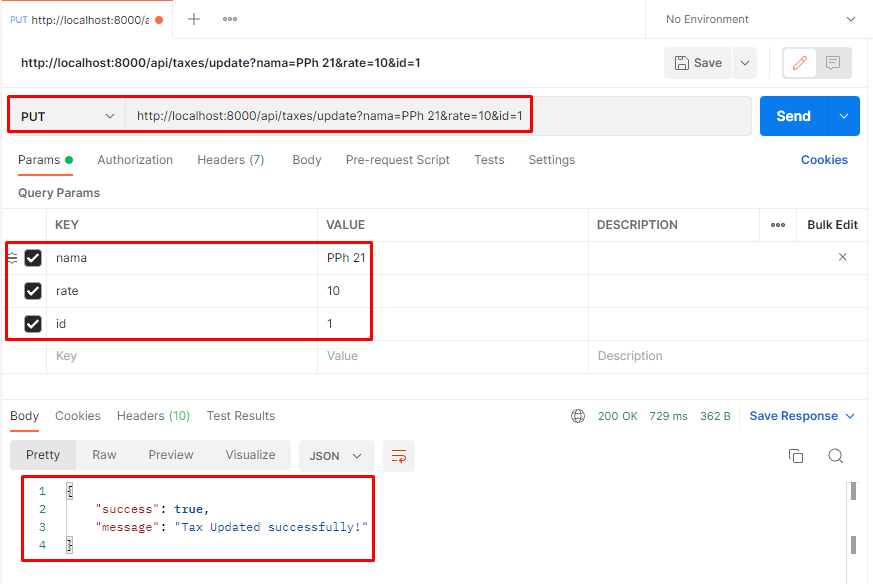 PUT http://localhost:8000/a
No Environment
http://localhost:8000/api/taxes/update?nama=PPh 21&rate=10&id=1
Save
PUT http://localhost:8000/api/taxes/update?nama=PPh 21&rate=10&id=1 Send
Params Authorization Headers (7) Body Pre-request Script Tests Settings Cookies
Query Params
KEY VALUE DESCRIPTION Bulk Edit
nama PPh 21
rate 10
id 1
Key Value Description
Body Cookies Headers (10) Test Results 200 OK 729 ms 362 B Save Response
Pretty Raw Preview Visualize JSON
1 {
2 "success": true,
3 "message": "Tax Updated successfully!"
4 }